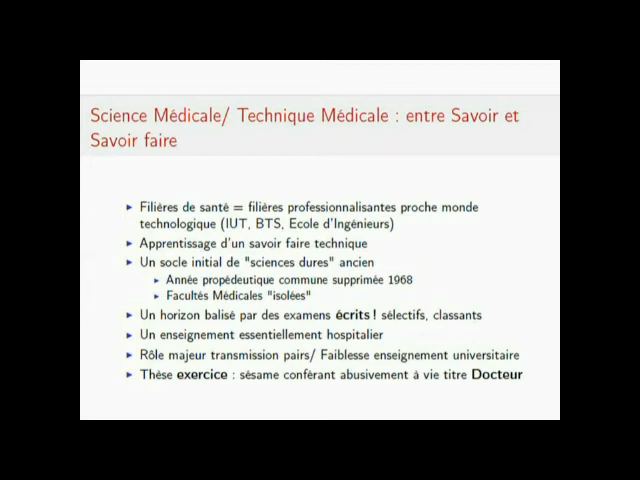 Science Médicale/ Technique Médicale : entre Savoir et
Savoir faire
Filières de santé = filières professionnalisantes proche monde
technologique (IUT, BTS, Ecole d'Ingénieurs)
Apprentissage d'un savoir faire technique
Un socle initial de "sciences dures" ancien
Année propédeutique commune supprimée 1968
Facultés Médicales "isolées"
Un horizon balisé par des examens écrits ! sélectifs, classants
Un enseignement essentiellement hospitalier
Rôle majeur transmission pairs/ Faiblesse enseignement universitaire
Thèse exercice : sésame conférant abusivement à vie titre Docteur